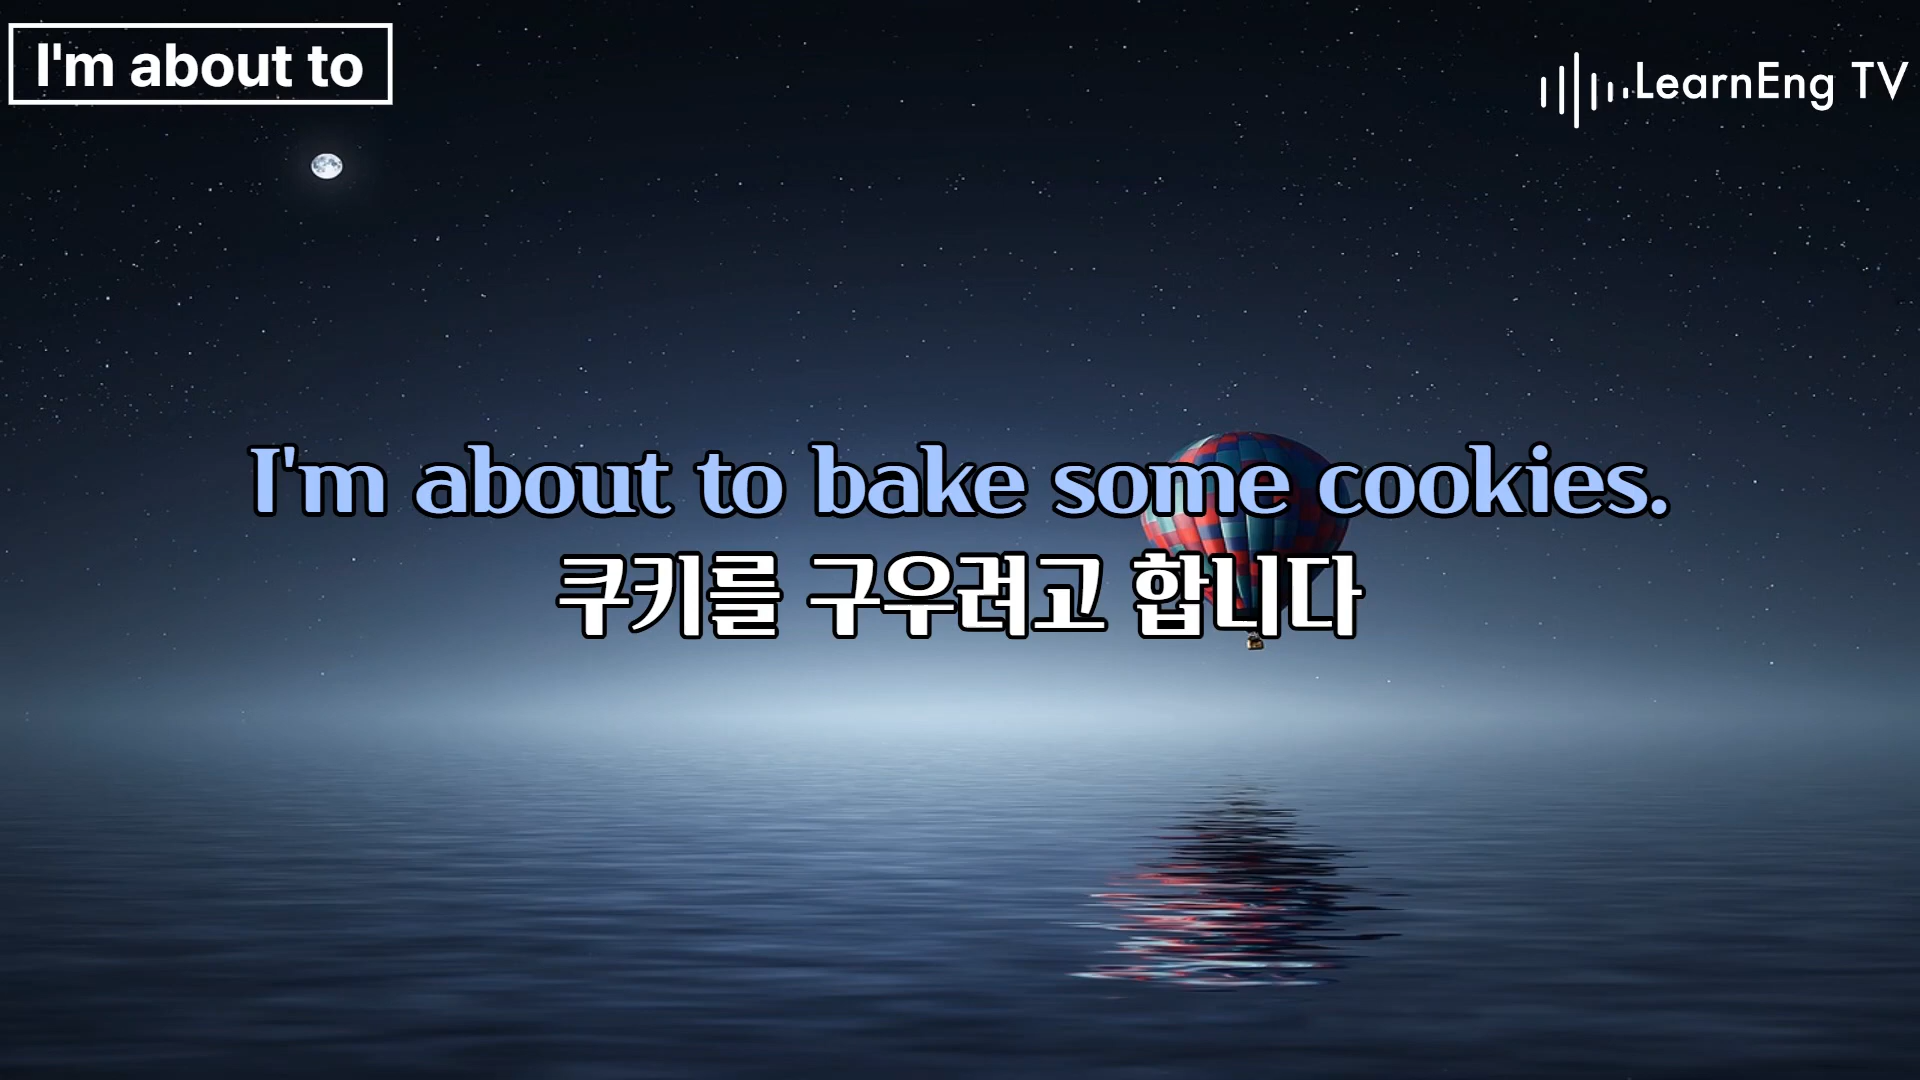 I'm about to
LearnEng TV
I'm about to bake some cookies.
쿠키를 구우려고 합니다